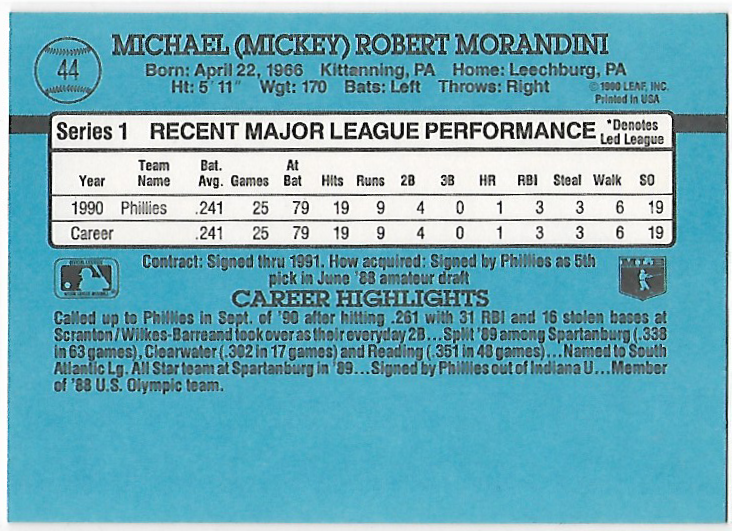 44
MICHAEL (MICKEY) ROBERT MORANDINI
Born: April 22, 1966 Kittanning, PA Home: Leechburg, PA
Ht: 5' 11" Wgt: 170 Bats: Left Throws: Right
© 1990 LEAF, INC.
Printed in USA
Series 1 RECENT MAJOR LEAGUE PERFORMANCE *Denotes Led League
Year Team Name Bat. Avg. Games At Bat Hits Runs 2B 3B HR RBI Steal Walk SO
1990 Phillies .241 25 79 19 9 4 0 1 3 3 6 19
Career .241 25 79 19 9 4 0 1 3 3 6 19
Contract: Signed thru 1991. How acquired: Signed by Phillies as 5th
pick in June '88 amateur draft
CAREER HIGHLIGHTS
Called up to Phillies in Sept. of '90 after hitting .261 with 31 RBI and 16 stolen bases at
Scranton/Wilkes-Barre and took over as their everyday 2B...Split '89 among Spartanburg (.338
in 63 games), Clearwater (.302 in 17 games) and Reading (.351 in 48 games)...Named to South
Atlantic Lg. All Star team at Spartanburg in '89...Signed by Phillies out of Indiana U...Member
of '88 U.S. Olympic team.